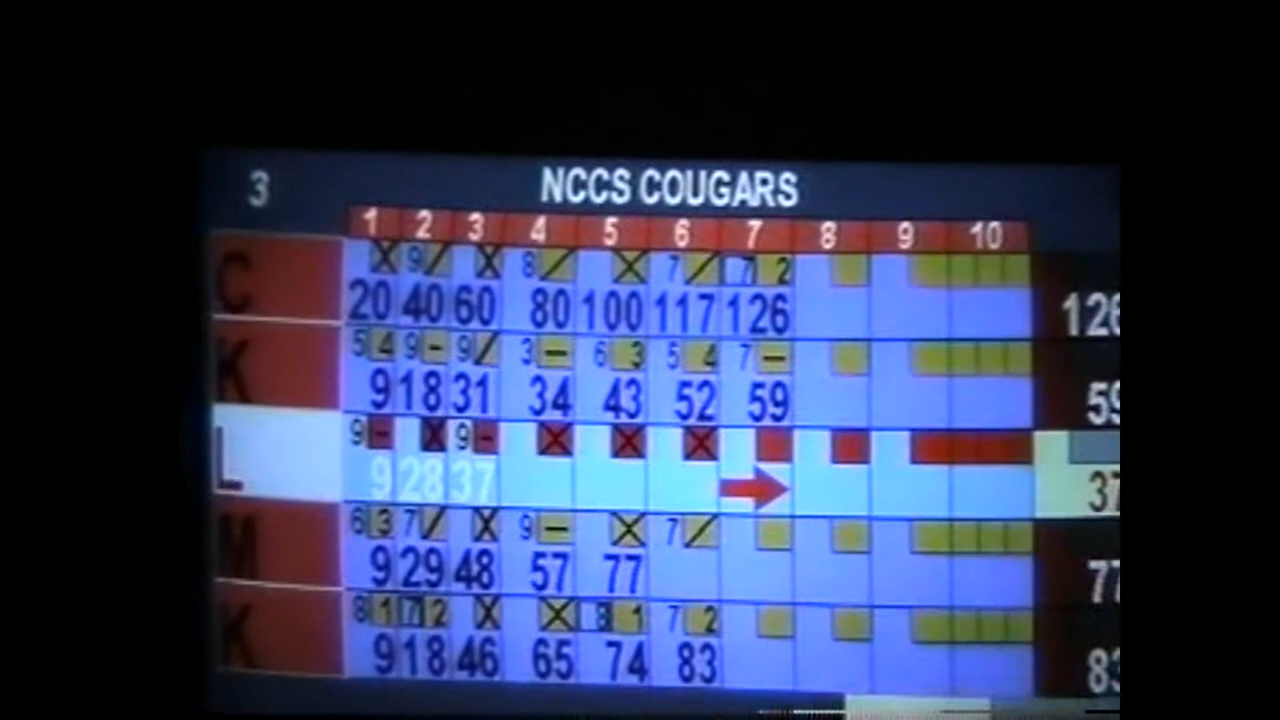 3 NCCS COUGARS
1 2 3 4 5 6 7 8 9 10
C X 9/ X 8/ X 7/ 7 2
20 40 60 80 100 117 126 126
K 5 4 9 - 9/ 3 - 6 3 5 4 7 -
9 18 31 34 43 52 59 59
L 9 - X 9 - X X X
9 28 37 37
M 6 3 7/ X 9 - X 7/
9 29 48 57 77 77
K 8 1 7 2 X X 8 1 7 2
9 18 46 65 74 83 83